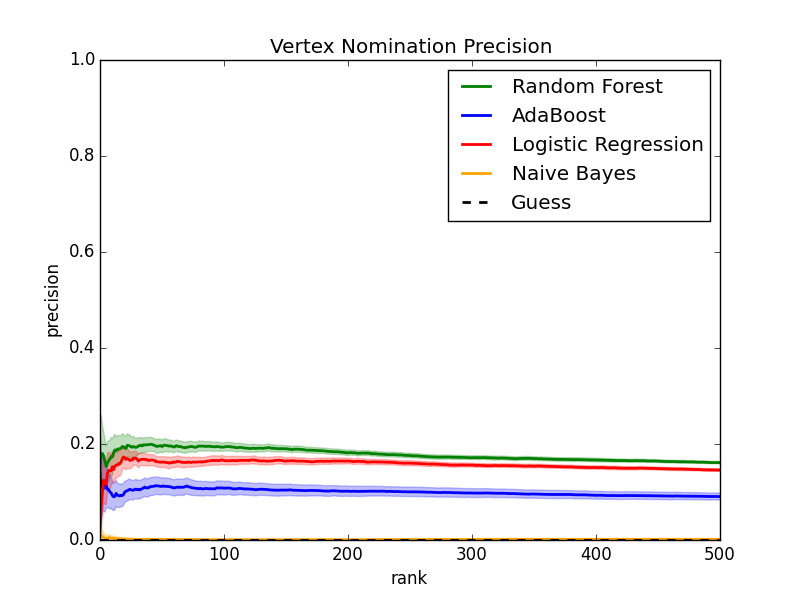 Vertex Nomination Precision
1.0
0.8
0.6
0.4
0.2
0.0
precision
Random Forest
AdaBoost
Logistic Regression
Naive Bayes
Guess
0 100 200 300 400 500
rank